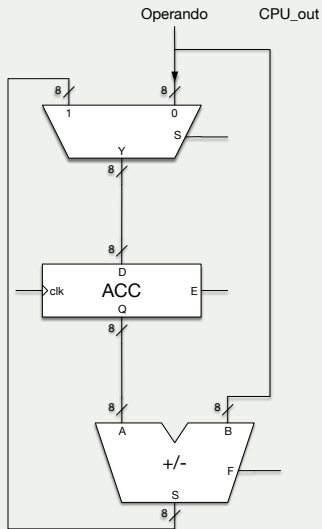 Operando CPU_out
8 8
1 0
S
Y
8
8
D
clk ACC E
Q
8
8 8
A B
+/- F
S
8